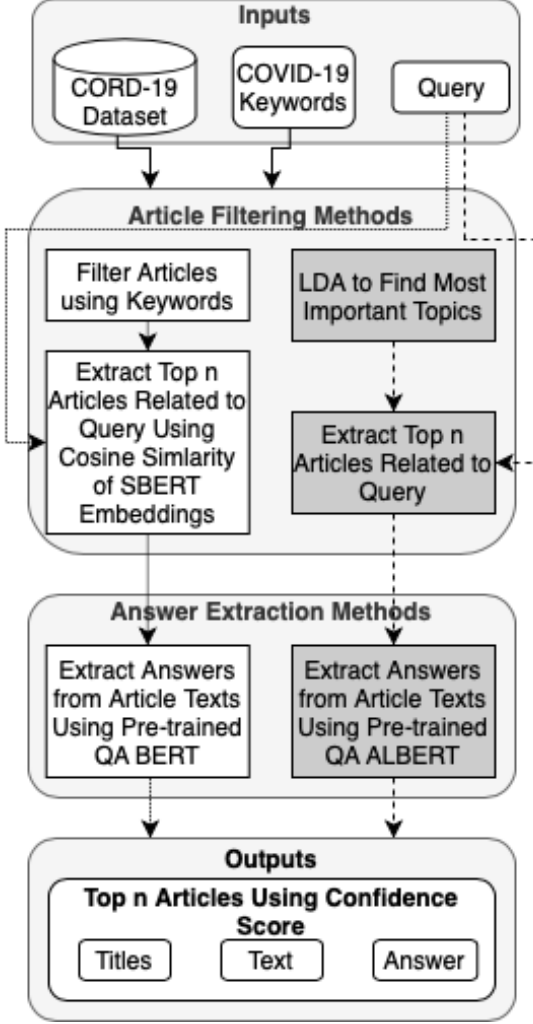 Inputs
CORD-19
Dataset
COVID-19
Keywords
Query
Article Filtering Methods
Filter Articles
using Keywords
LDA to Find Most
Important Topics
Extract Top n
Articles Related to
Query Using
Cosine Simlarity
of SBERT
Embeddings
Extract Top n
Articles Related to
Query
Answer Extraction Methods
Extract Answers
from Article Texts
Using Pre-trained
QA BERT
Extract Answers
from Article Texts
Using Pre-trained
QA ALBERT
Outputs
Top n Articles Using Confidence
Score
Titles
Text
Answer